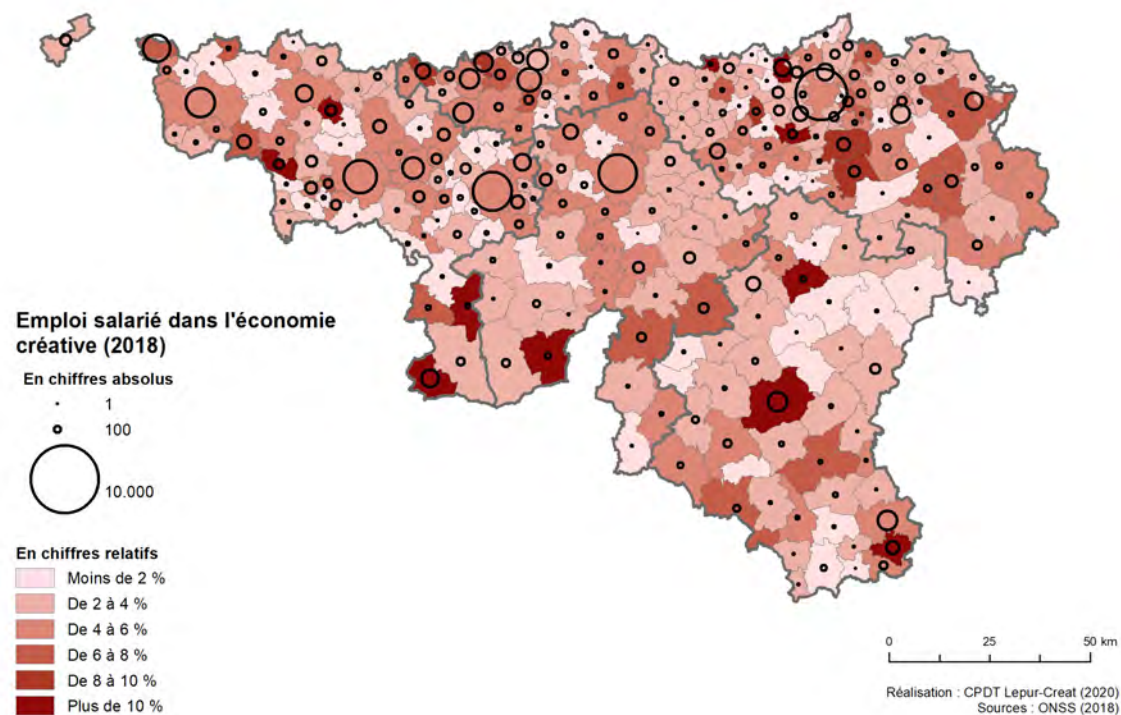 Emploi salarié dans l'économie
créative (2018)
En chiffres absolus
1
100
10.000
En chiffres relatifs
Moins de 2 %
De 2 à 4 %
De 4 à 6 %
De 6 à 8 %
De 8 à 10 %
Plus de 10 %
0 25 50 km
Réalisation : CPDT Lepur-Creat (2020)
Sources : ONSS (2018)